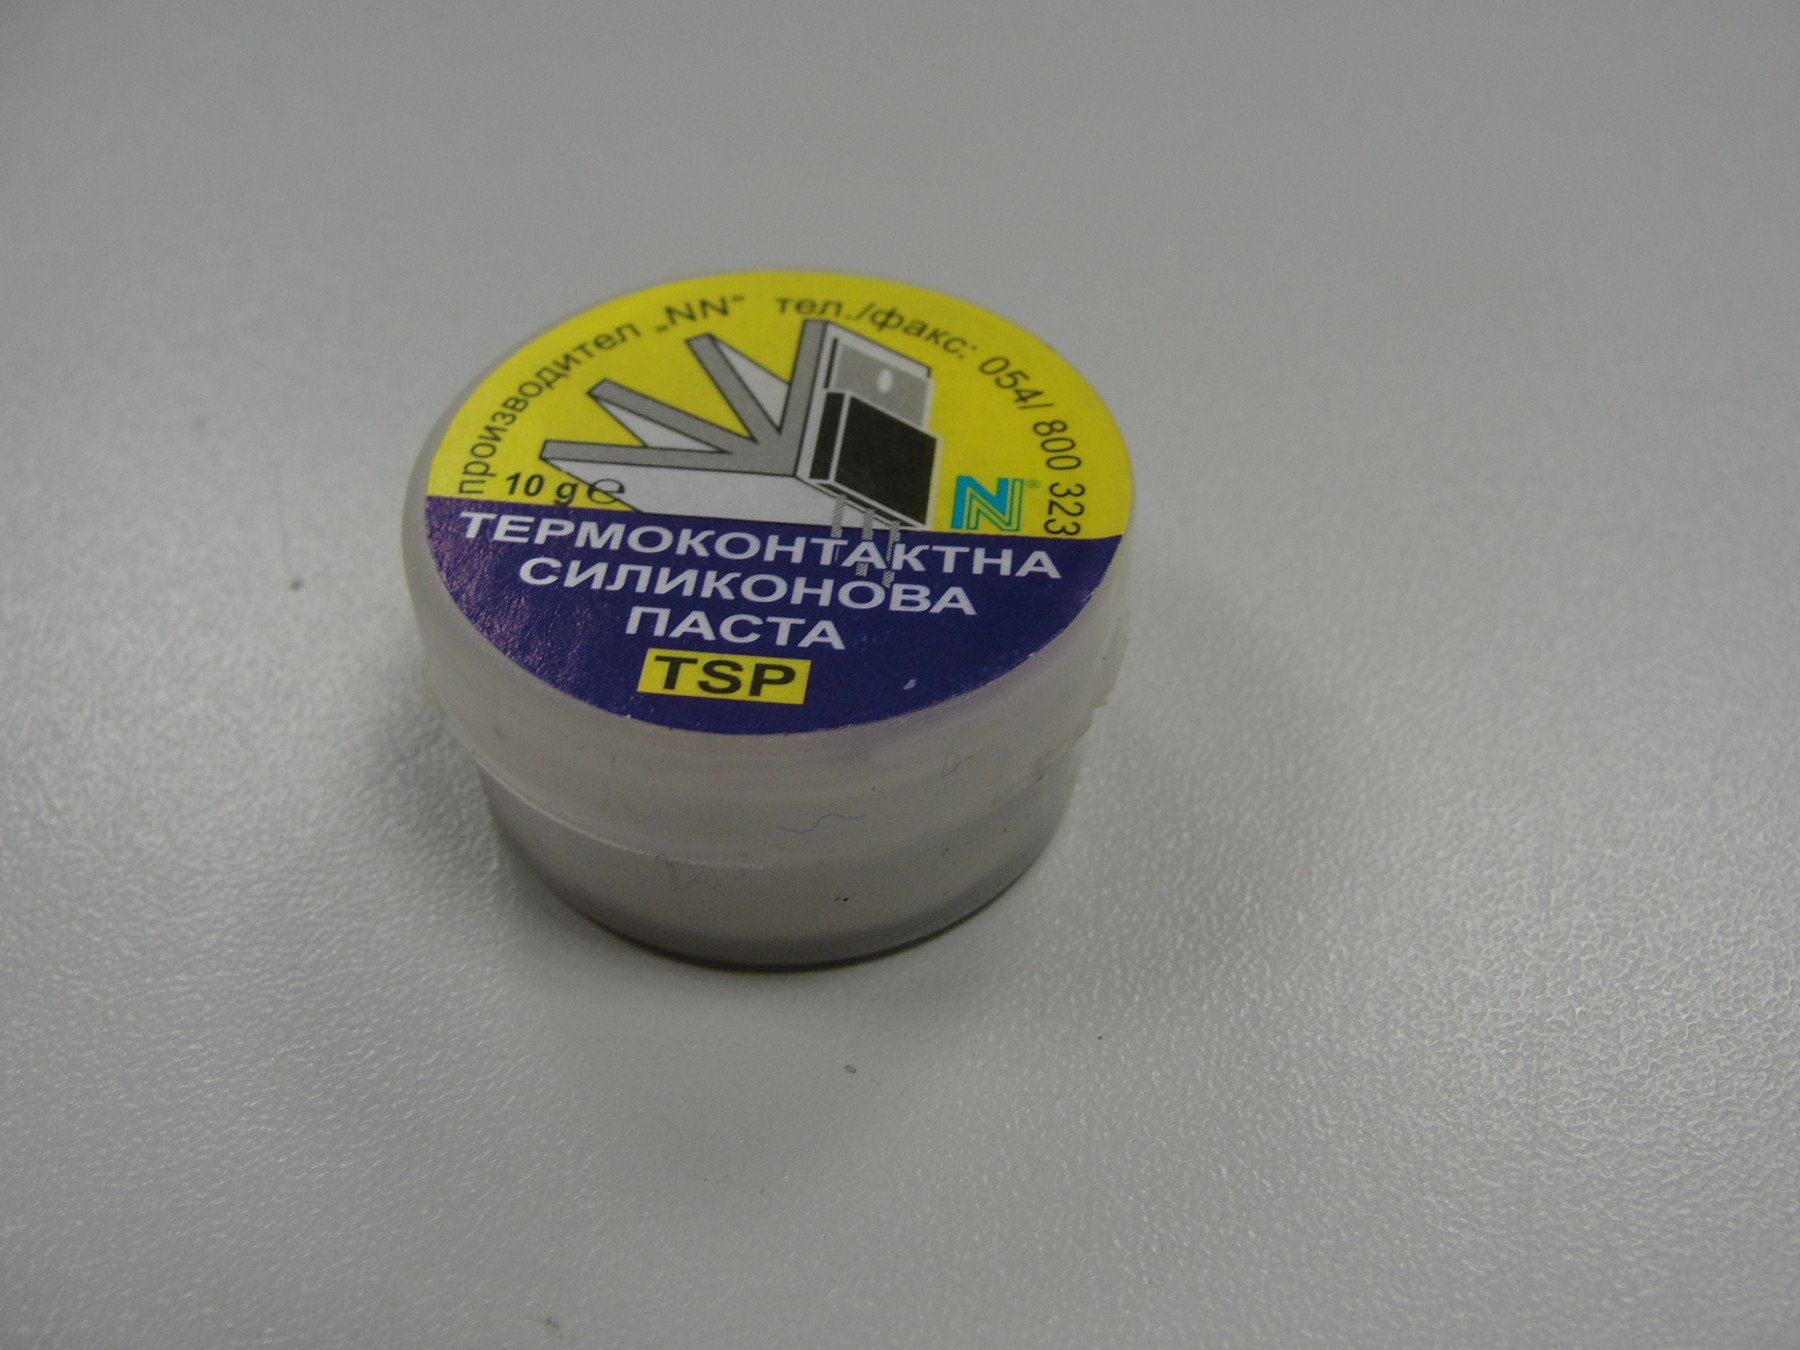 производител „NN“ тел./факс: 054/ 800 323
10 g ℮
N®
ТЕРМОКОНТАКТНА
СИЛИКОНОВА
ПАСТА
TSP